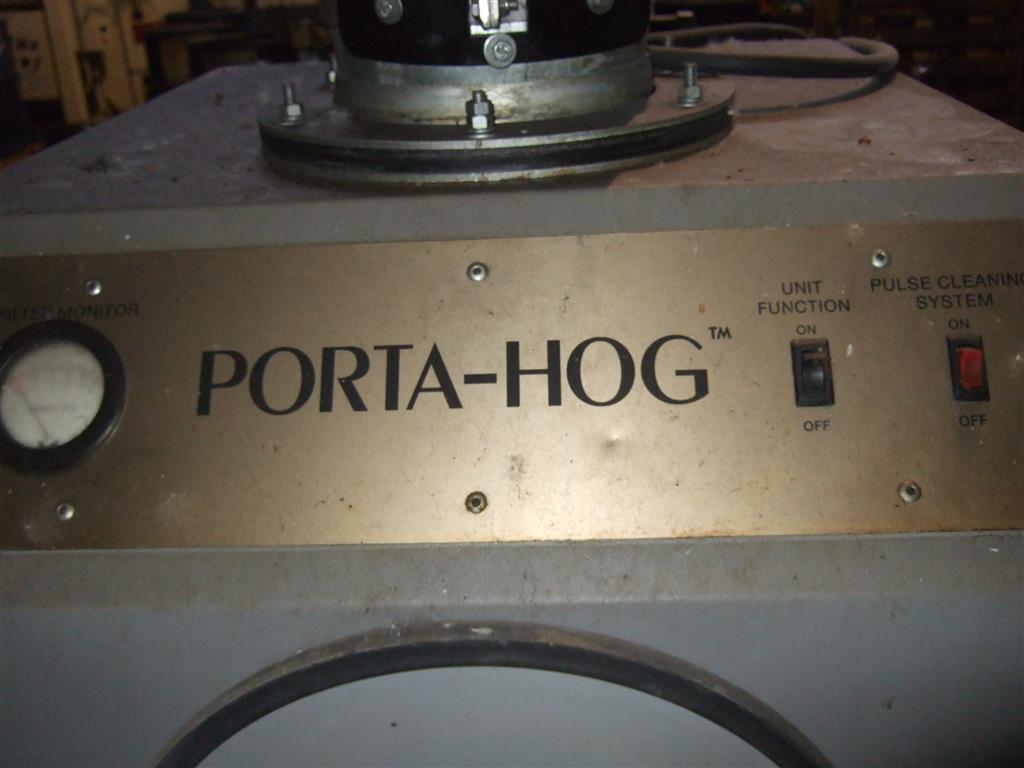 FILTER MONITOR
PORTA-HOG™
UNIT
FUNCTION
ON
OFF
PULSE CLEANING
SYSTEM
ON
OFF